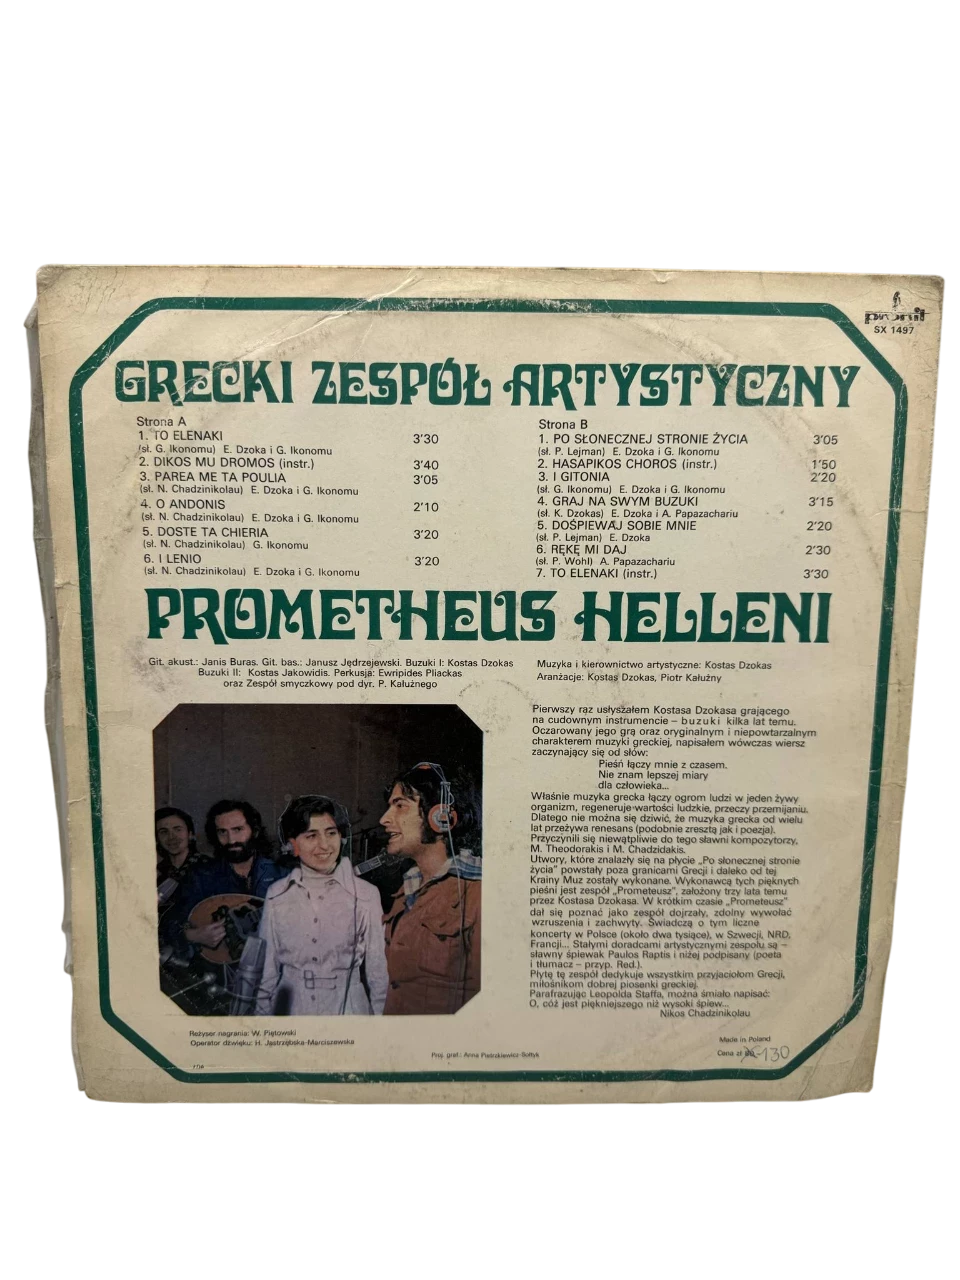 pronit
SX 1497
GRECKI ZESPÓŁ ARTYSTYCZNY
Strona A
1. TO ELENAKI 3'30
(sł. G. Ikonomu) E. Dzoka i G. Ikonomu
2. DIKOS MU DROMOS (instr.) 3'40
3. PAREA ME TA POULIA 3'05
(sł. N. Chadzinikolau) E. Dzoka i G. Ikonomu
4. O ANDONIS 2'10
(sł. N. Chadzinikolau) E. Dzoka i G. Ikonomu
5. DOSTE TA CHIERIA 3'20
(sł. N. Chadzinikolau) G. Ikonomu
6. I LENIO 3'20
(sł. N. Chadzinikolau) E. Dzoka i G. Ikonomu
Strona B
1. PO SŁONECZNEJ STRONIE ŻYCIA 3'05
(sł. P. Lejman) E. Dzoka i G. Ikonomu
2. HASAPIKOS CHOROS (instr.) 1'50
3. I GITONIA 2'20
(sł. G. Ikonomu) E. Dzoka i G. Ikonomu
4. GRAJ NA SWYM BUZUKI 3'15
(sł. K. Dzokas) E. Dzoka i A. Papazachariu
5. DOŚPIEWAJ SOBIE MNIE 2'20
(sł. P. Lejman) E. Dzoka
6. RĘKĘ MI DAJ 2'30
(sł. P. Wohl) A. Papazachariu
7. TO ELENAKI (instr.) 3'30
PROMETHEUS HELLENI
Git. akust.: Janis Buras. Git. bas.: Janusz Jędrzejewski. Buzuki I: Kostas Dzokas
Buzuki II: Kostas Jakowidis. Perkusja: Ewripides Pliackas
oraz Zespół smyczkowy pod dyr. P. Kałużnego
Muzyka i kierownictwo artystyczne: Kostas Dzokas
Aranżacje: Kostas Dzokas, Piotr Kałużny
Pierwszy raz usłyszałem Kostasa Dzokasa grającego
na cudownym instrumencie – buzuki kilka lat temu.
Oczarowany jego grą oraz oryginalnym i niepowtarzalnym
charakterem muzyki greckiej, napisałem wówczas wiersz
zaczynający się od słów:
Pieśń łączy mnie z czasem.
Nie znam lepszej miary
dla człowieka...
Właśnie muzyka grecka łączy ogrom ludzi w jeden żywy
organizm, regeneruje wartości ludzkie, przeczy przemijaniu.
Dlatego nie można się dziwić, że muzyka grecka od wielu
lat przeżywa renesans (podobnie zresztą jak i poezja).
Przyczynili się niewątpliwie do tego sławni kompozytorzy,
M. Theodorakis i M. Chadzidakis.
Utwory, które znalazły się na płycie „Po słonecznej stronie
życia” powstały poza granicami Grecji i daleko od tej
Krainy Muz zostały wykonane. Wykonawcą tych pięknych
pieśni jest zespół „Prometeusz”, założony trzy lata temu
przez Kostasa Dzokasa. W krótkim czasie „Prometeusz”
dał się poznać jako zespół dojrzały, zdolny wywołać
wzruszenia i zachwyty. Świadczą o tym liczne
koncerty w Polsce (około dwa tysiące), w Szwecji, NRD,
Francji... Stałymi doradcami artystycznymi zespołu są –
sławny śpiewak Paulos Raptis i niżej podpisany (poeta
i tłumacz – przyp. Red.).
Płytę tę zespół dedykuje wszystkim przyjaciołom Grecji,
miłośnikom dobrej piosenki greckiej.
Parafrazując Leopolda Staffa, można śmiało napisać:
O, cóż jest piękniejszego niż wysoki śpiew...
Nikos Chadzinikolau
Reżyser nagrania: W. Piętowski
Operator dźwięku: H. Jastrzębska-Marciszewska
Proj. graf.: Anna Pietrzkiewicz-Sołtyk
Made in Poland
Cena zł 130